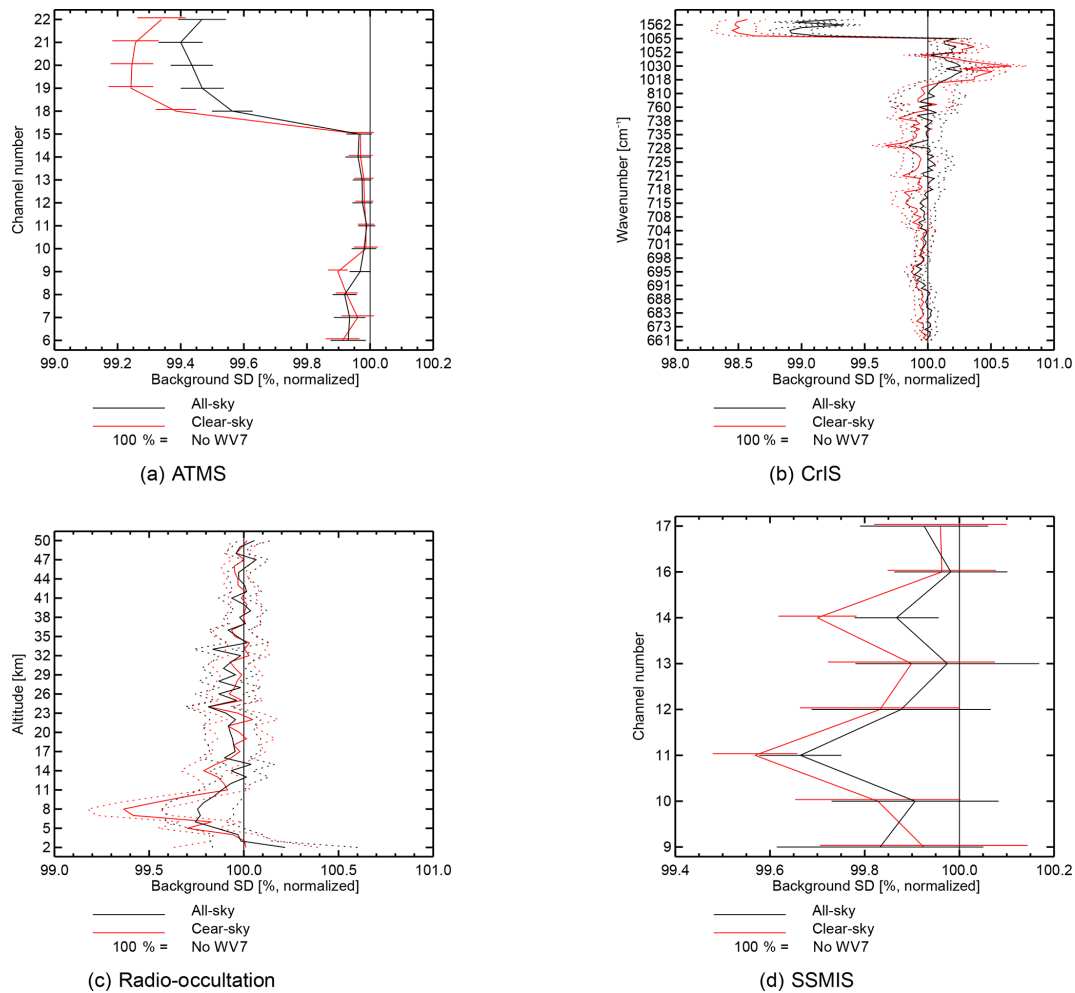 22
21
20
19
18
15
14
13
12
11
10
9
8
7
6
Channel number
99.0 99.2 99.4 99.6 99.8 100.0 100.2
Background SD [%, normalized]
All-sky
Clear-sky
100 % = No WV7
(a) ATMS
1562
1065
1052
1030
1018
810
760
738
735
728
721
718
715
708
704
701
698
695
688
683
673
661
Wavenumber [cm⁻¹]
98.0 98.5 99.0 99.5 100.0 100.5 101.0
Background SD [%, normalized]
All-sky
Clear-sky
100 % = No WV7
(b) CrIS
50
47
44
41
38
35
32
29
26
23
20
17
14
11
8
5
2
Altitude [km]
99.0 99.5 100.0 100.5 101.0
Background SD [%, normalized]
All-sky
Cear-sky
100 % = No WV7
(c) Radio-occultation
17
16
14
13
12
11
10
9
Channel number
99.4 99.6 99.8 100.0 100.2
Background SD [%, normalized]
All-sky
Clear-sky
100 % = No WV7
(d) SSMIS